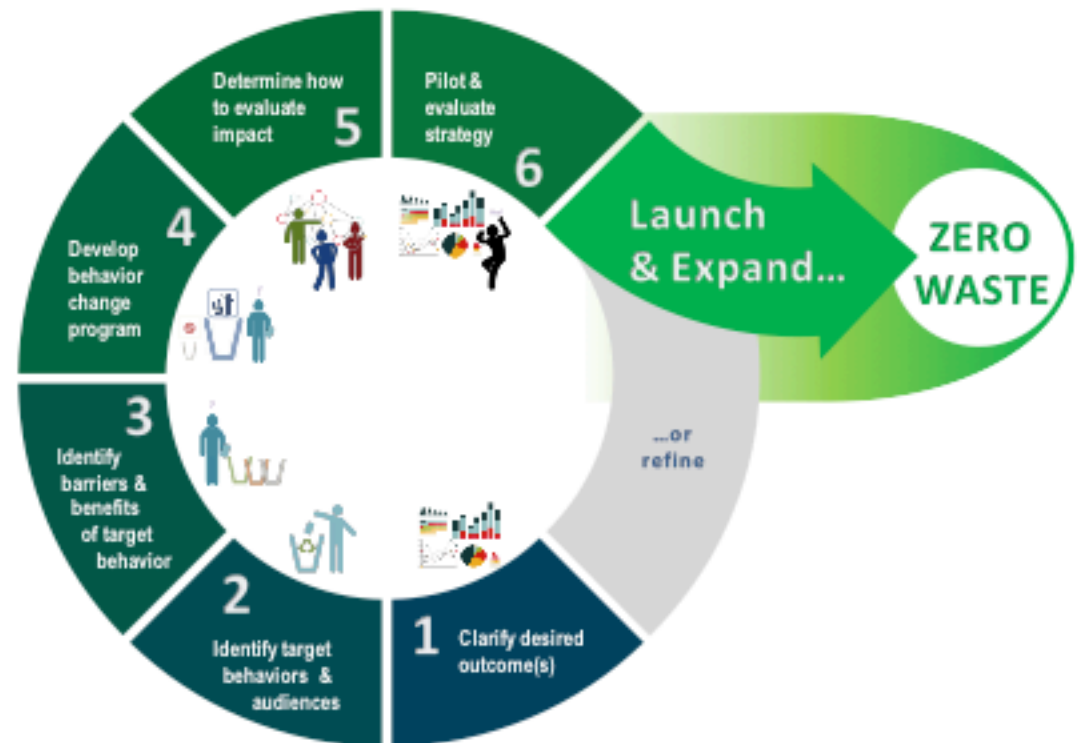 1
Clarify desired
outcome(s)
2
Identify target
behaviors &
audiences
3
Identify
barriers &
benefits
of target
behavior
4
Develop
behavior
change
program
5
Determine how
to evaluate
impact
6
Pilot &
evaluate
strategy
Launch
& Expand...
...or
refine
ZERO
WASTE